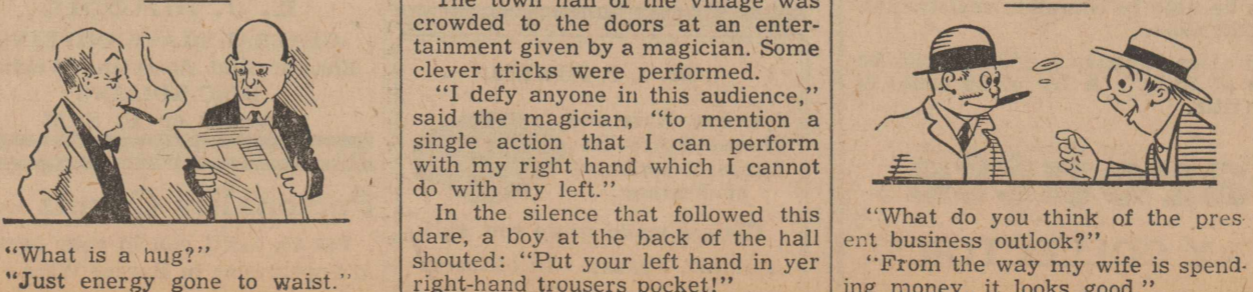 "What is a hug?"
"Just energy gone to waist."
The town hall of the village was
crowded to the doors at an enter-
tainment given by a magician. Some
clever tricks were performed.
"I defy anyone in this audience,"
said the magician, "to mention a
single action that I can perform
with my right hand which I cannot
do with my left."
In the silence that followed this
dare, a boy at the back of the hall
shouted: "Put your left hand in yer
right-hand trousers pocket!"
"What do you think of the pres-
ent business outlook?"
"From the way my wife is spend-
ing money, it looks good."